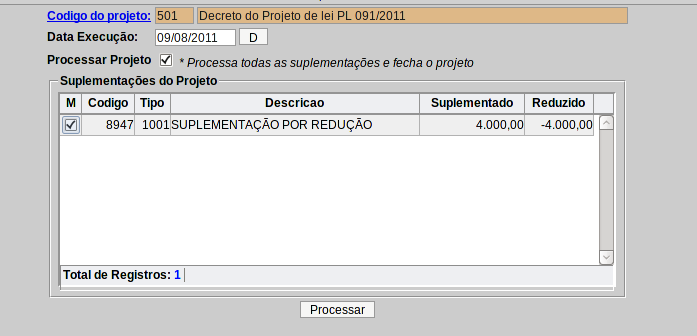 Codigo do projeto: 501 Decreto do Projeto de lei PL 091/2011
Data Execução: 09/08/2011 D
Processar Projeto * Processa todas as suplementações e fecha o projeto
Suplementações do Projeto
M Codigo Tipo Descricao Suplementado Reduzido
8947 1001 SUPLEMENTAÇÃO POR REDUÇÃO 4.000,00 -4.000,00
Total de Registros: 1
Processar